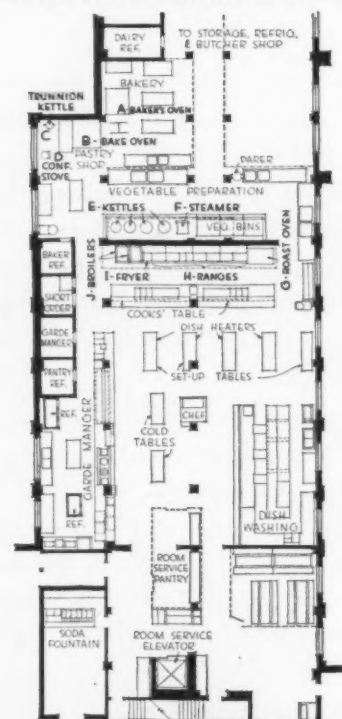 DAIRY
REF.
TO STORAGE, REFRIG,
& BUTCHER SHOP
BAKERY
A-BAKER'S OVEN
TRUNNION
KETTLE
C
B-BAKE OVEN
PASTRY
SHOP
D
CONF.
STOVE
PARER
VEGETABLE PREPARATION
E-KETTLES
F-STEAMER
VEG. BINS
G-ROAST OVEN
J-BROILERS
I-FRYER
H-RANGES
COOKS' TABLE
BAKER
REF.
SHORT
ORDER
GARDE
MANGER
PANTRY
REF.
DISH HEATERS
SET-UP TABLES
REF.
GARDE MANGER
COLD
TABLES
CHEF
REF.
DISH
WASHING
ROOM
SERVICE
PANTRY
SODA
FOUNTAIN
ROOM SERVICE
ELEVATOR